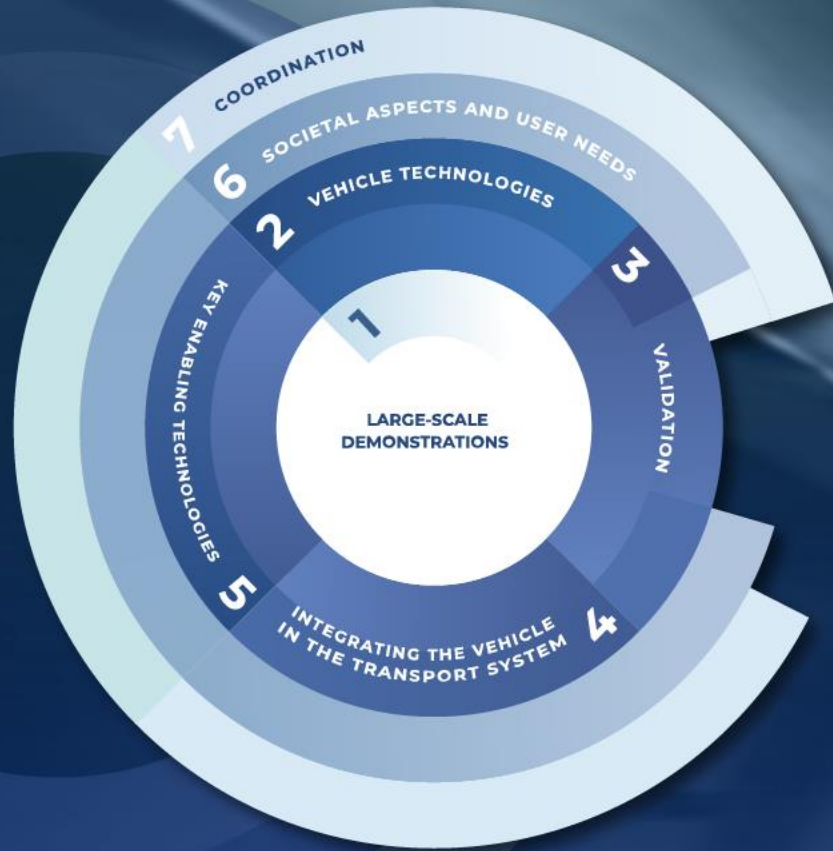 7 COORDINATION
6 SOCIETAL ASPECTS AND USER NEEDS
2 VEHICLE TECHNOLOGIES
3 VALIDATION
1
LARGE-SCALE
DEMONSTRATIONS
5 KEY ENABLING TECHNOLOGIES
4 INTEGRATING THE VEHICLE
IN THE TRANSPORT SYSTEM